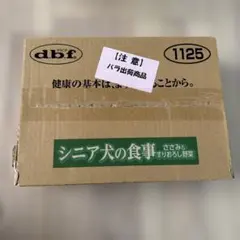 dbf
【注意】
バラ出荷商品
1125
健康の基本は、
ことから。
シニア犬の食事
ささみ&
すりおろし野菜